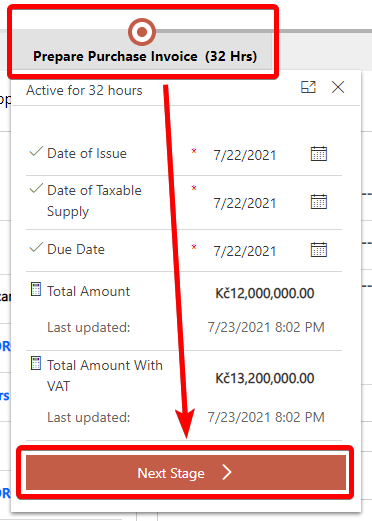 Prepare Purchase Invoice (32 Hrs)
Active for 32 hours
Date of Issue * 7/22/2021
Date of Taxable Supply * 7/22/2021
Due Date * 7/22/2021
Total Amount Kč12,000,000.00
Last updated: 7/23/2021 8:02 PM
Total Amount With VAT Kč13,200,000.00
Last updated: 7/23/2021 8:02 PM
Next Stage